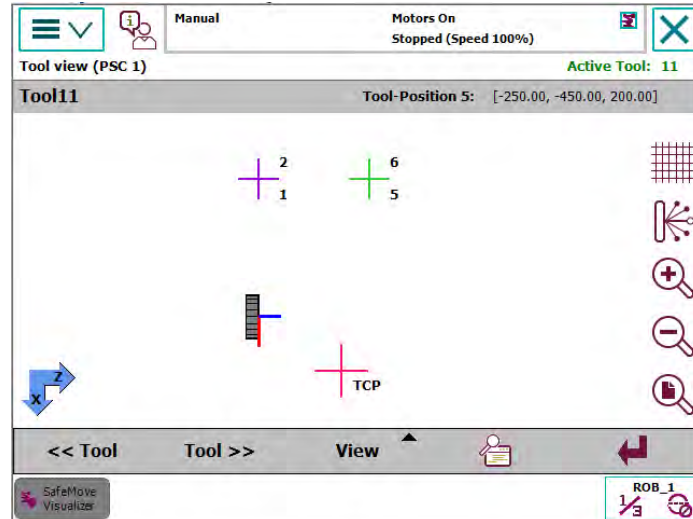 Manual
Motors On
Stopped (Speed 100%)
Tool view (PSC 1)
Active Tool: 11
Tool11
Tool-Position 5: [-250.00, -450.00, 200.00]
2
6
1
5
TCP
Z
X
<< Tool
Tool >>
View
SafeMove
Visualizer
ROB_1
1/3